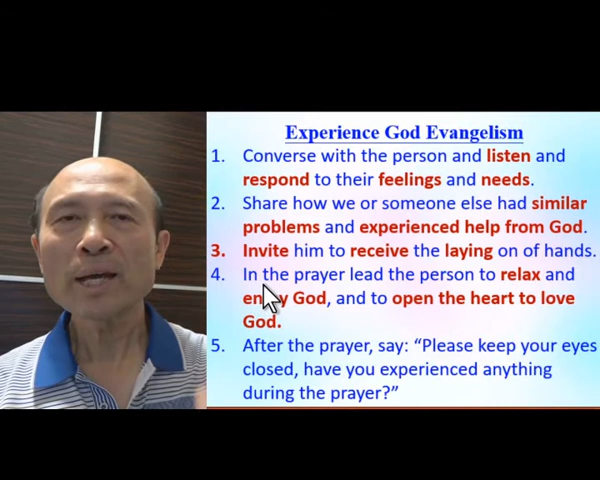 Experience God Evangelism
1. Converse with the person and listen and
respond to their feelings and needs.
2. Share how we or someone else had similar
problems and experienced help from God.
3. Invite him to receive the laying on of hands.
4. In the prayer lead the person to relax and
enjoy God, and to open the heart to love
God.
5. After the prayer, say: “Please keep your eyes
closed, have you experienced anything
during the prayer?”